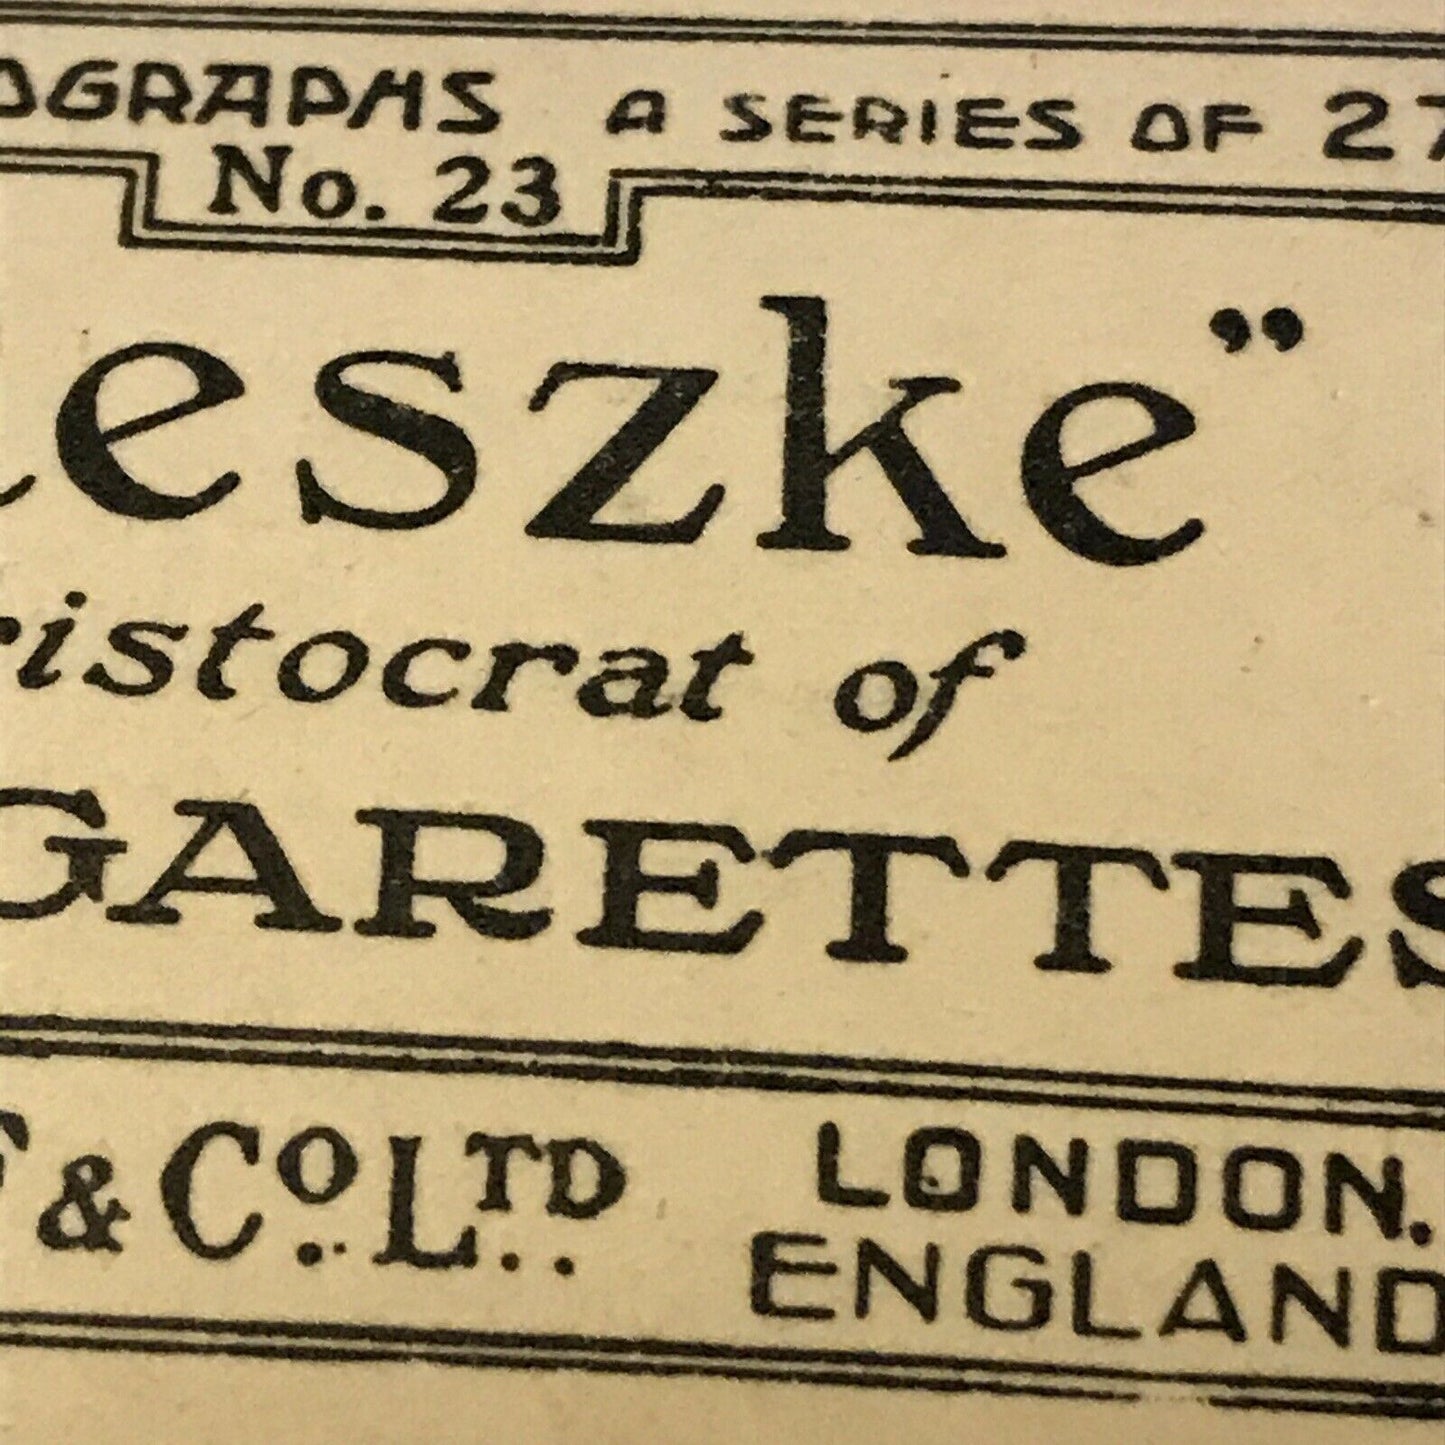 OGRAPHS A SERIES OF 27
No. 23
eszke”
ristocrat of
GARETTES
& Co. LTD. LONDON.
ENGLAND